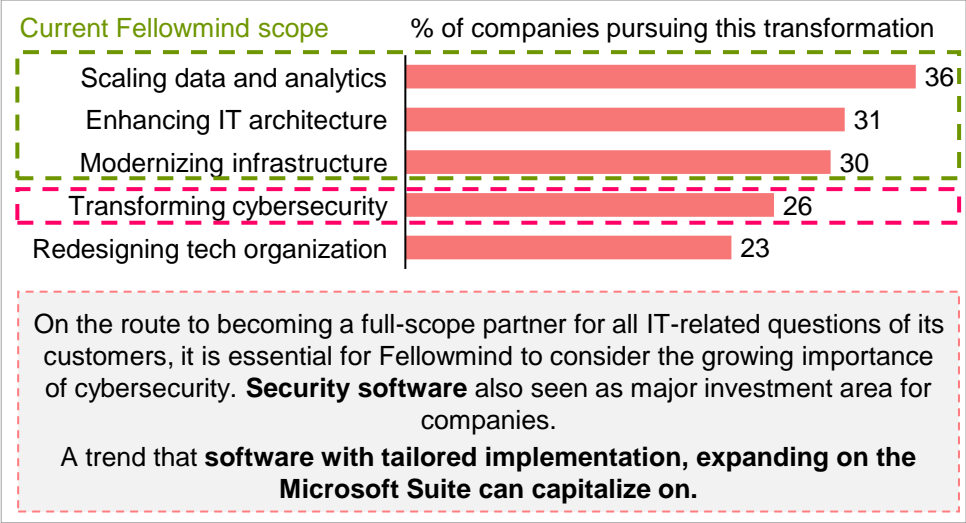 Current Fellowmind scope
% of companies pursuing this transformation
Scaling data and analytics 36
Enhancing IT architecture 31
Modernizing infrastructure 30
Transforming cybersecurity 26
Redesigning tech organization 23
On the route to becoming a full-scope partner for all IT-related questions of its
customers, it is essential for Fellowmind to consider the growing importance
of cybersecurity. Security software also seen as major investment area for
companies.
A trend that software with tailored implementation, expanding on the
Microsoft Suite can capitalize on.